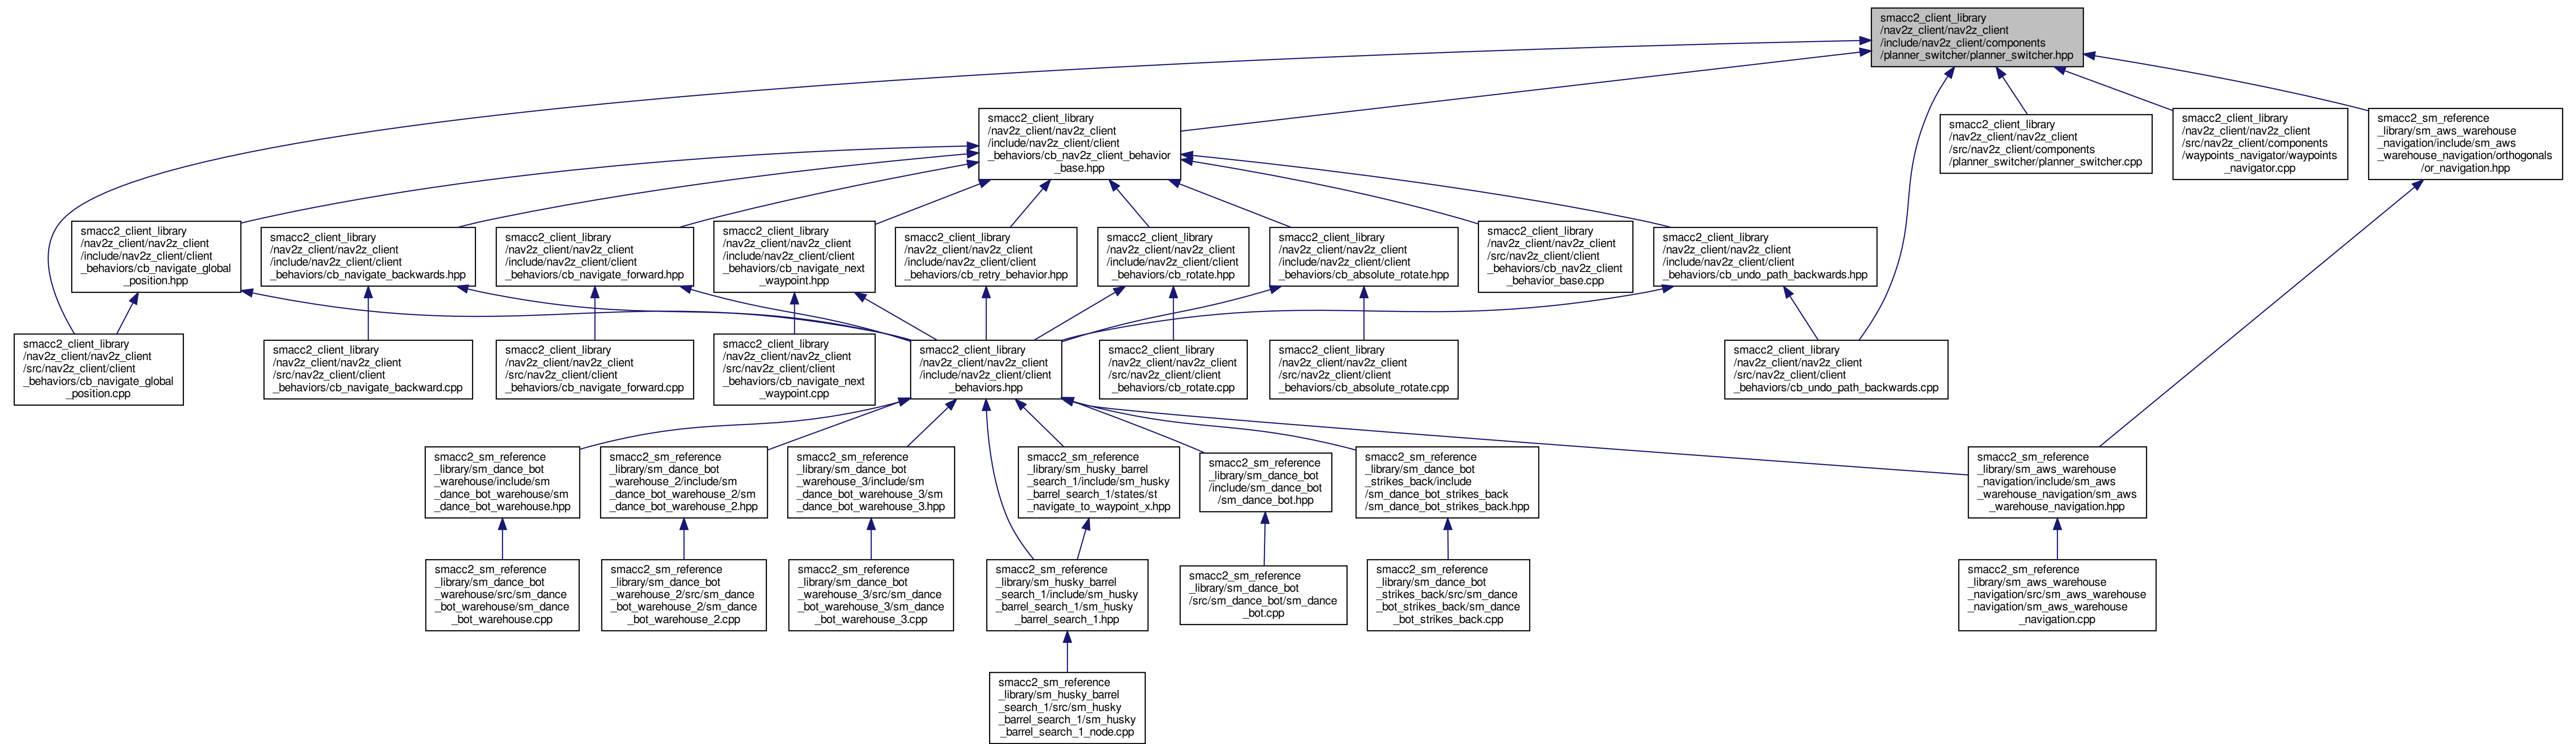 smacc2_client_library
/nav2z_client/nav2z_client
/include/nav2z_client/components
/planner_switcher/planner_switcher.hpp
smacc2_client_library
/nav2z_client/nav2z_client
/include/nav2z_client/client
_behaviors/cb_nav2z_client_behavior
_base.hpp
smacc2_client_library
/nav2z_client/nav2z_client
/src/nav2z_client/components
/planner_switcher/planner_switcher.cpp
smacc2_client_library
/nav2z_client/nav2z_client
/src/nav2z_client/components
/waypoints_navigator/waypoints
_navigator.cpp
smacc2_sm_reference
_library/sm_aws_warehouse
_navigation/include/sm_aws
_warehouse_navigation/orthogonals
/or_navigation.hpp
smacc2_client_library
/nav2z_client/nav2z_client
/include/nav2z_client/client
_behaviors/cb_navigate_global
_position.hpp
smacc2_client_library
/nav2z_client/nav2z_client
/include/nav2z_client/client
_behaviors/cb_navigate_backwards.hpp
smacc2_client_library
/nav2z_client/nav2z_client
/include/nav2z_client/client
_behaviors/cb_navigate_forward.hpp
smacc2_client_library
/nav2z_client/nav2z_client
/include/nav2z_client/client
_behaviors/cb_navigate_next
_waypoint.hpp
smacc2_client_library
/nav2z_client/nav2z_client
/include/nav2z_client/client
_behaviors/cb_retry_behavior.hpp
smacc2_client_library
/nav2z_client/nav2z_client
/include/nav2z_client/client
_behaviors/cb_rotate.hpp
smacc2_client_library
/nav2z_client/nav2z_client
/include/nav2z_client/client
_behaviors/cb_absolute_rotate.hpp
smacc2_client_library
/nav2z_client/nav2z_client
/src/nav2z_client/client
_behaviors/cb_nav2z_client
_behavior_base.cpp
smacc2_client_library
/nav2z_client/nav2z_client
/include/nav2z_client/client
_behaviors/cb_undo_path_backwards.hpp
smacc2_client_library
/nav2z_client/nav2z_client
/src/nav2z_client/client
_behaviors/cb_navigate_global
_position.cpp
smacc2_client_library
/nav2z_client/nav2z_client
/src/nav2z_client/client
_behaviors/cb_navigate_backward.cpp
smacc2_client_library
/nav2z_client/nav2z_client
/src/nav2z_client/client
_behaviors/cb_navigate_forward.cpp
smacc2_client_library
/nav2z_client/nav2z_client
/src/nav2z_client/client
_behaviors/cb_navigate_next
_waypoint.cpp
smacc2_client_library
/nav2z_client/nav2z_client
/include/nav2z_client/client
_behaviors.hpp
smacc2_client_library
/nav2z_client/nav2z_client
/src/nav2z_client/client
_behaviors/cb_rotate.cpp
smacc2_client_library
/nav2z_client/nav2z_client
/src/nav2z_client/client
_behaviors/cb_absolute_rotate.cpp
smacc2_client_library
/nav2z_client/nav2z_client
/src/nav2z_client/client
_behaviors/cb_undo_path_backwards.cpp
smacc2_sm_reference
_library/sm_dance_bot
_warehouse/include/sm
_dance_bot_warehouse/sm
_dance_bot_warehouse.hpp
smacc2_sm_reference
_library/sm_dance_bot
_warehouse_2/include/sm
_dance_bot_warehouse_2/sm
_dance_bot_warehouse_2.hpp
smacc2_sm_reference
_library/sm_dance_bot
_warehouse_3/include/sm
_dance_bot_warehouse_3/sm
_dance_bot_warehouse_3.hpp
smacc2_sm_reference
_library/sm_husky_barrel
_search_1/include/sm_husky
_barrel_search_1/states/st
_navigate_to_waypoint_x.hpp
smacc2_sm_reference
_library/sm_dance_bot
/include/sm_dance_bot
/sm_dance_bot.hpp
smacc2_sm_reference
_library/sm_dance_bot
_strikes_back/include
/sm_dance_bot_strikes_back
/sm_dance_bot_strikes_back.hpp
smacc2_sm_reference
_library/sm_aws_warehouse
_navigation/include/sm_aws
_warehouse_navigation/sm_aws
_warehouse_navigation.hpp
smacc2_sm_reference
_library/sm_dance_bot
_warehouse/src/sm_dance
_bot_warehouse/sm_dance
_bot_warehouse.cpp
smacc2_sm_reference
_library/sm_dance_bot
_warehouse_2/src/sm_dance
_bot_warehouse_2/sm_dance
_bot_warehouse_2.cpp
smacc2_sm_reference
_library/sm_dance_bot
_warehouse_3/src/sm_dance
_bot_warehouse_3/sm_dance
_bot_warehouse_3.cpp
smacc2_sm_reference
_library/sm_husky_barrel
_search_1/include/sm_husky
_barrel_search_1/sm_husky
_barrel_search_1.hpp
smacc2_sm_reference
_library/sm_dance_bot
/src/sm_dance_bot/sm_dance
_bot.cpp
smacc2_sm_reference
_library/sm_dance_bot
_strikes_back/src/sm_dance
_bot_strikes_back/sm_dance
_bot_strikes_back.cpp
smacc2_sm_reference
_library/sm_aws_warehouse
_navigation/src/sm_aws_warehouse
_navigation/sm_aws_warehouse
_navigation.cpp
smacc2_sm_reference
_library/sm_husky_barrel
_search_1/src/sm_husky
_barrel_search_1/sm_husky
_barrel_search_1_node.cpp